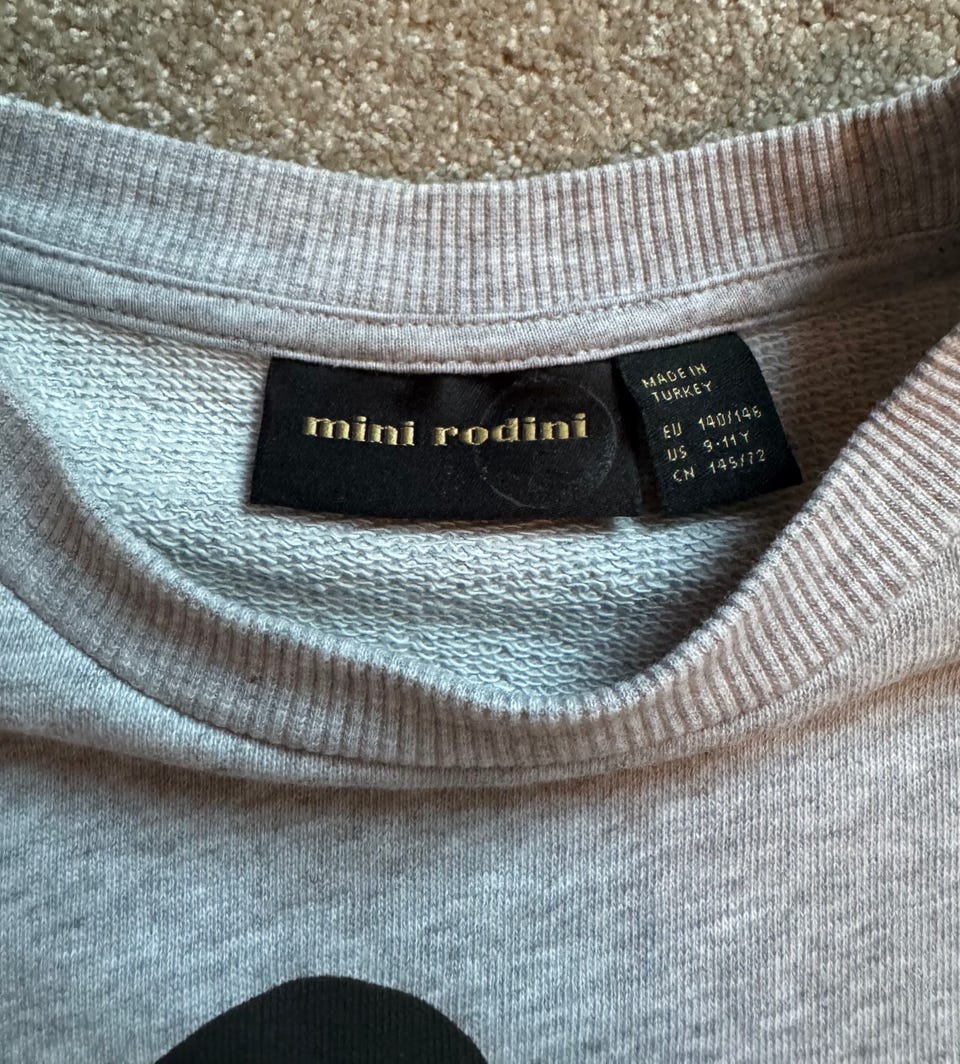 mini rodini
MADE IN
TURKEY
EU 140/146
US 9-11Y
CN 145/72